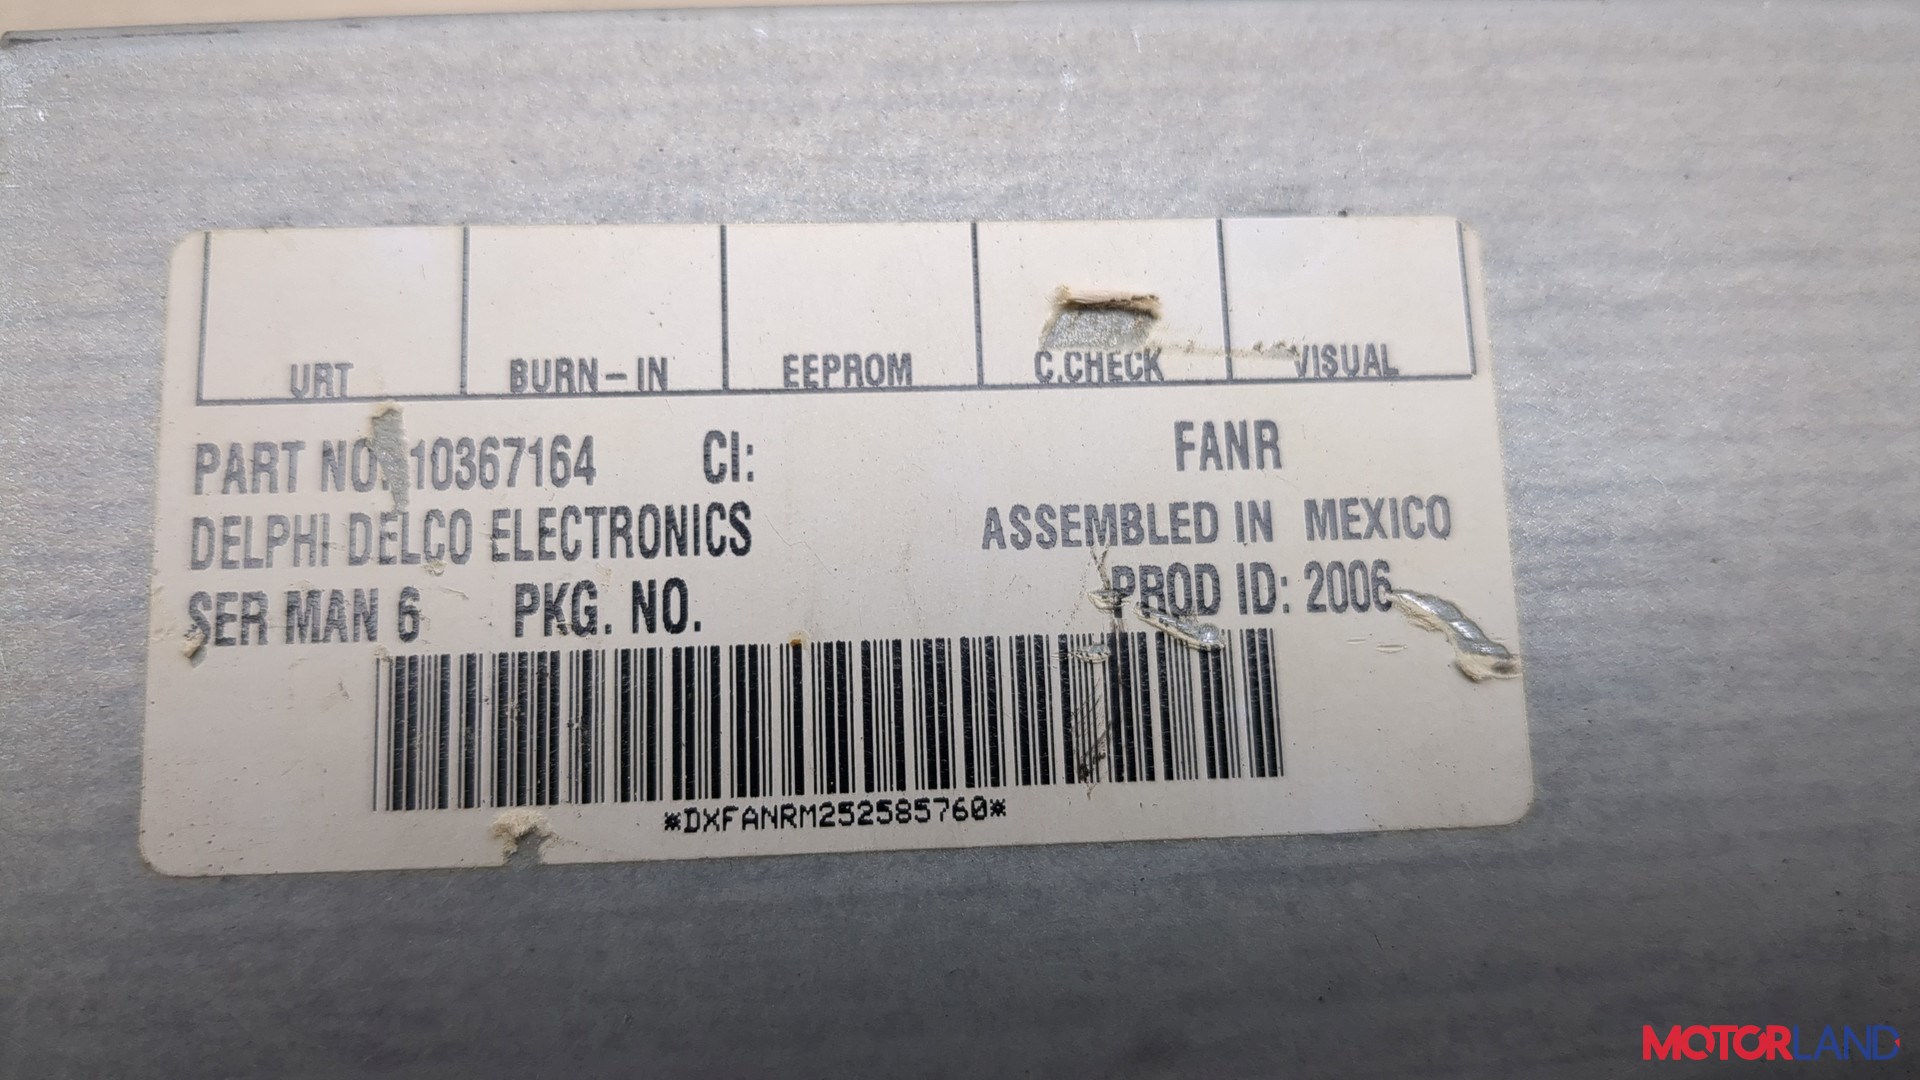 URT BURN-IN EEPROM C.CHECK VISUAL
PART NO. 10367164 CI: FANR
DELPHI DELCO ELECTRONICS ASSEMBLED IN MEXICO
SER MAN 6 PKG. NO. PROD ID: 2006
*DXFANRM252585760*
MOTORLAND